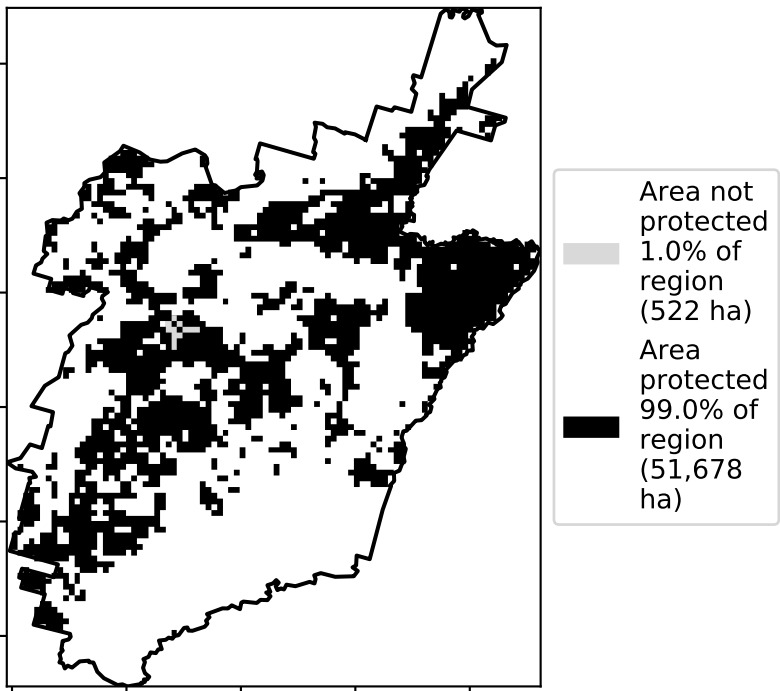 Area not
protected
1.0% of
region
(522 ha)
Area
protected
99.0% of
region
(51,678
ha)